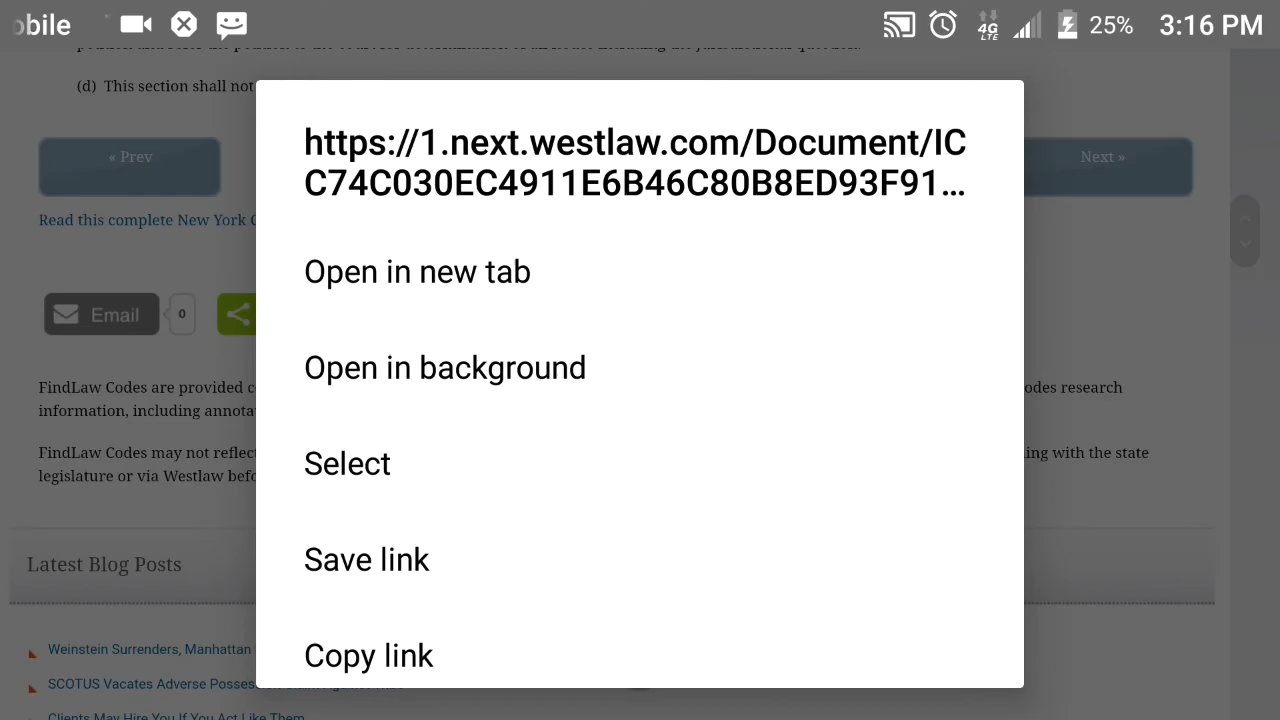 obile 4G LTE 25% 3:16 PM
(d) This section shall not
https://1.next.westlaw.com/Document/IC
C74C030EC4911E6B46C80B8ED93F91...
« Prev
Next »
Read this complete New York C
Open in new tab
Email 0
Open in background
FindLaw Codes are provided c
odes research
information, including annota
Select
FindLaw Codes may not reflect
ing with the state
legislature or via Westlaw befo
Save link
Latest Blog Posts
Copy link
Weinstein Surrenders, Manhattan
SCOTUS Vacates Adverse Posses
Clients May Hire You If You Act Like Them